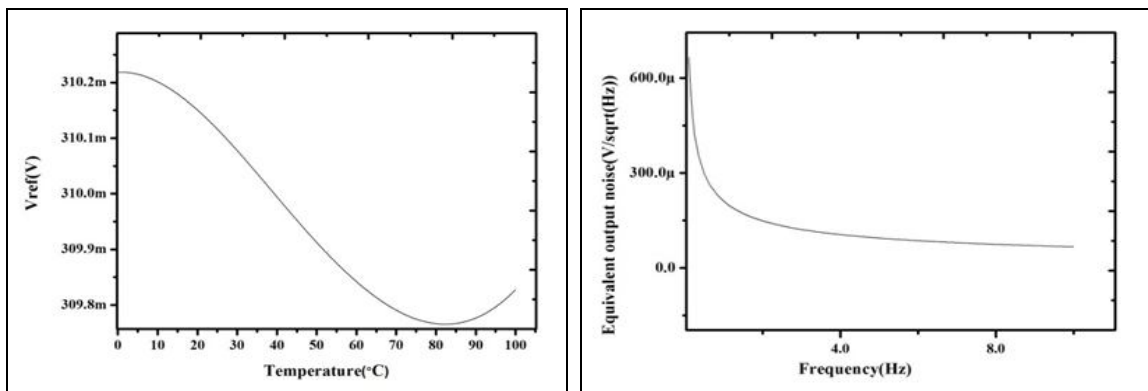 Vref(V)
310.2m
310.1m
310.0m
309.9m
309.8m
0 10 20 30 40 50 60 70 80 90 100
Temperature(°C)
Equivalent output noise(V/sqrt(Hz))
600.0μ
300.0μ
0.0
4.0 8.0
Frequency(Hz)